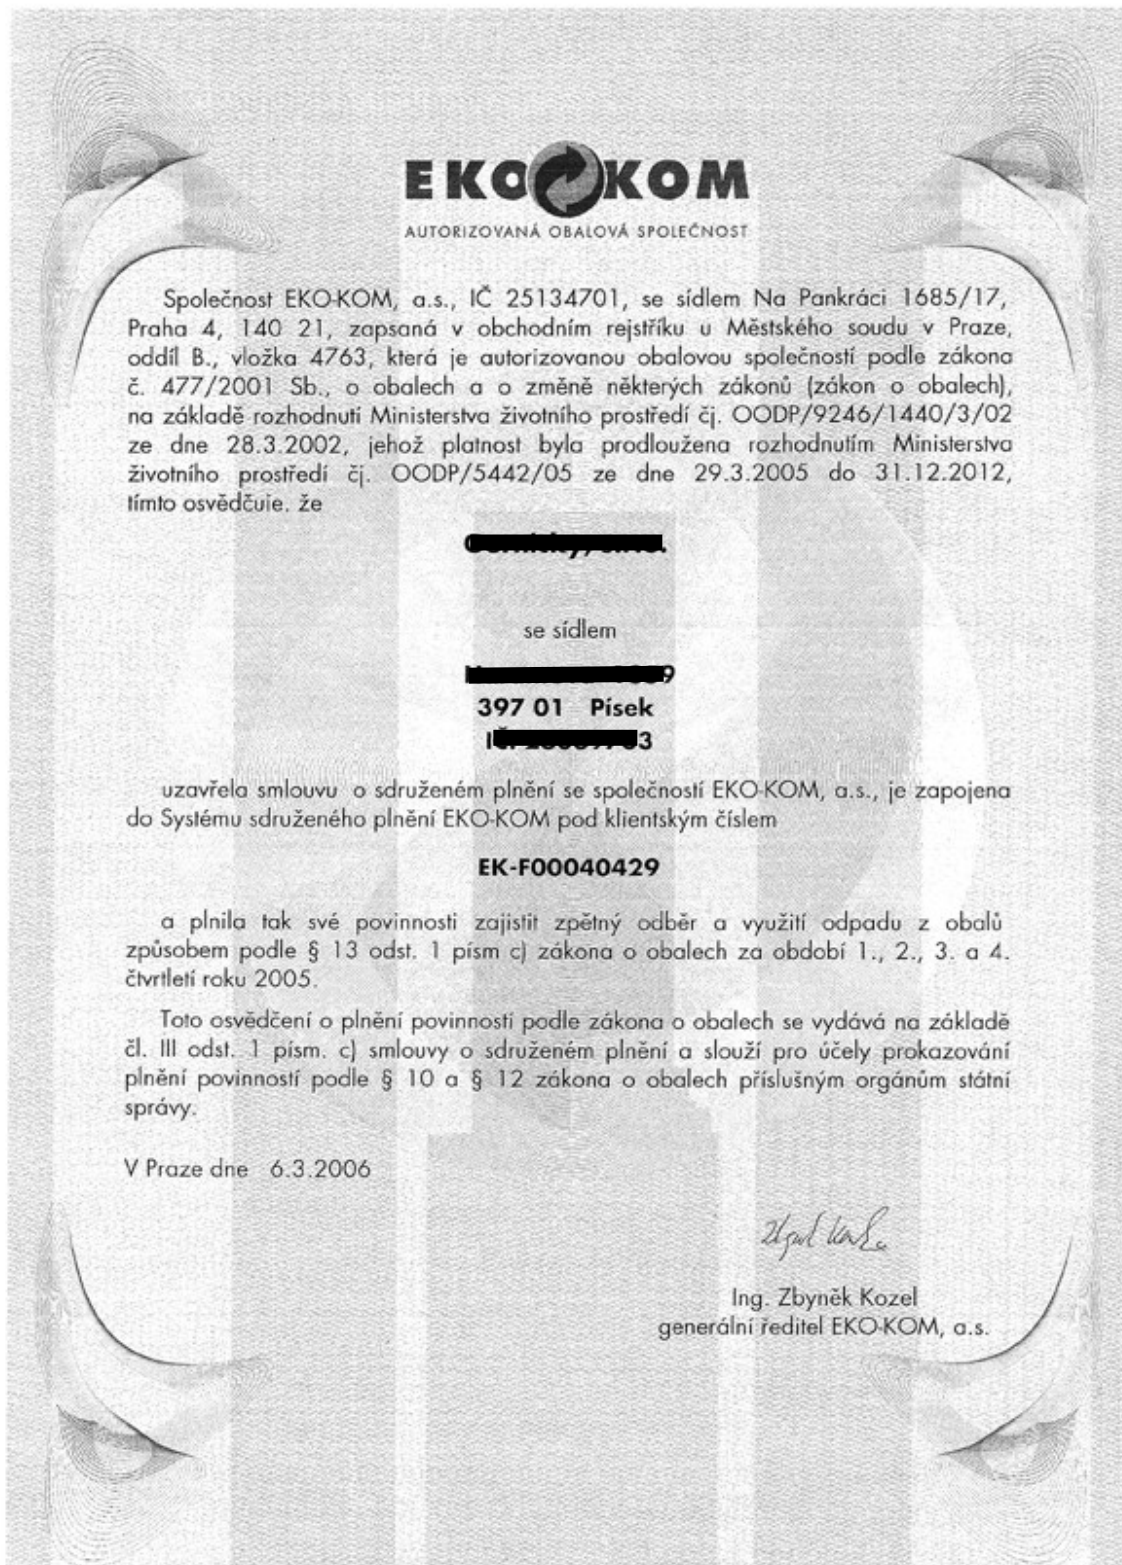 EKO KOM
AUTORIZOVANÁ OBALOVÁ SPOLEČNOST
Společnost EKO-KOM, a.s., IČ 25134701, se sídlem Na Pankráci 1685/17,
Praha 4, 140 21, zapsaná v obchodním rejstříku u Městského soudu v Praze,
oddíl B., vložka 4763, která je autorizovanou obalovou společností podle zákona
č. 477/2001 Sb., o obalech a o změně některých zákonů (zákon o obalech),
na základě rozhodnutí Ministerstva životního prostředí čj. OODP/9246/1440/3/02
ze dne 28.3.2002, jehož platnost byla prodloužena rozhodnutím Ministerstva
životního prostředí čj. OODP/5442/05 ze dne 29.3.2005 do 31.12.2012,
tímto osvědčuje, že
se sídlem
397 01 Písek
uzavřela smlouvu o sdruženém plnění se společností EKO-KOM, a.s., je zapojena
do Systému sdruženého plnění EKO-KOM pod klientským číslem
EK-F00040429
a plnila tak své povinnosti zajistit zpětný odběr a využití odpadu z obalů
způsobem podle § 13 odst. 1 písm c) zákona o obalech za období 1., 2., 3. a 4.
čtvrtletí roku 2005.
Toto osvědčení o plnění povinností podle zákona o obalech se vydává na základě
čl. III odst. 1 písm. c) smlouvy o sdruženém plnění a slouží pro účely prokazování
plnění povinností podle § 10 a § 12 zákona o obalech příslušným orgánům státní
správy.
V Praze dne 6.3.2006
Ing. Zbyněk Kozel
generální ředitel EKO-KOM, a.s.